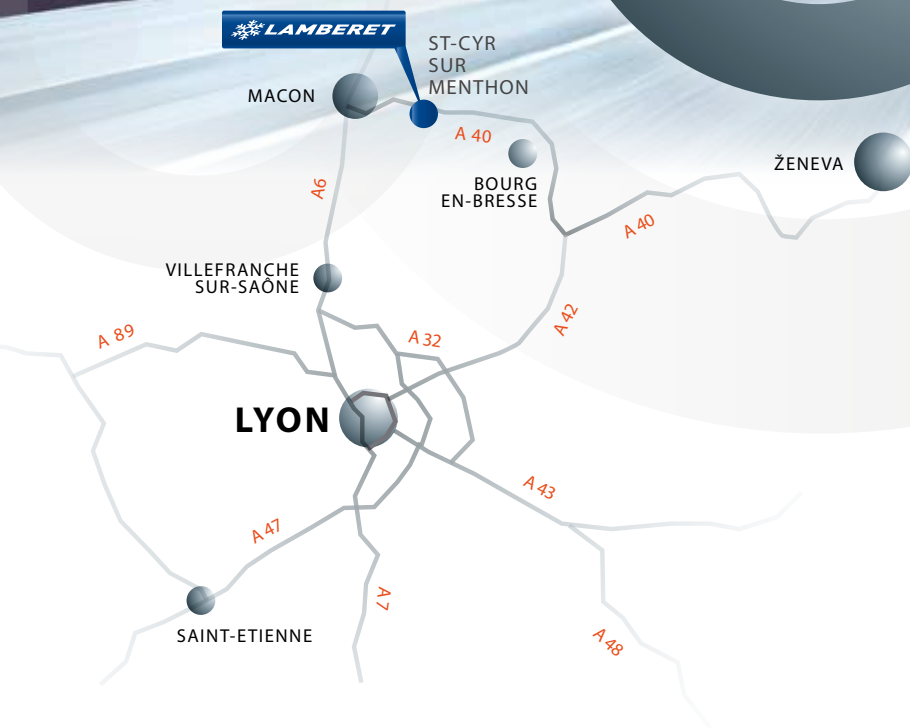 LAMBERET
ST-CYR
SUR
MENTHON
MACON
A 40
ŽENEVA
BOURG
EN-BRESSE
A6
A 40
VILLEFRANCHE
SUR-SAÔNE
A 89
A 32
A 42
LYON
A 43
A 47
A 7
SAINT-ETIENNE
A 48